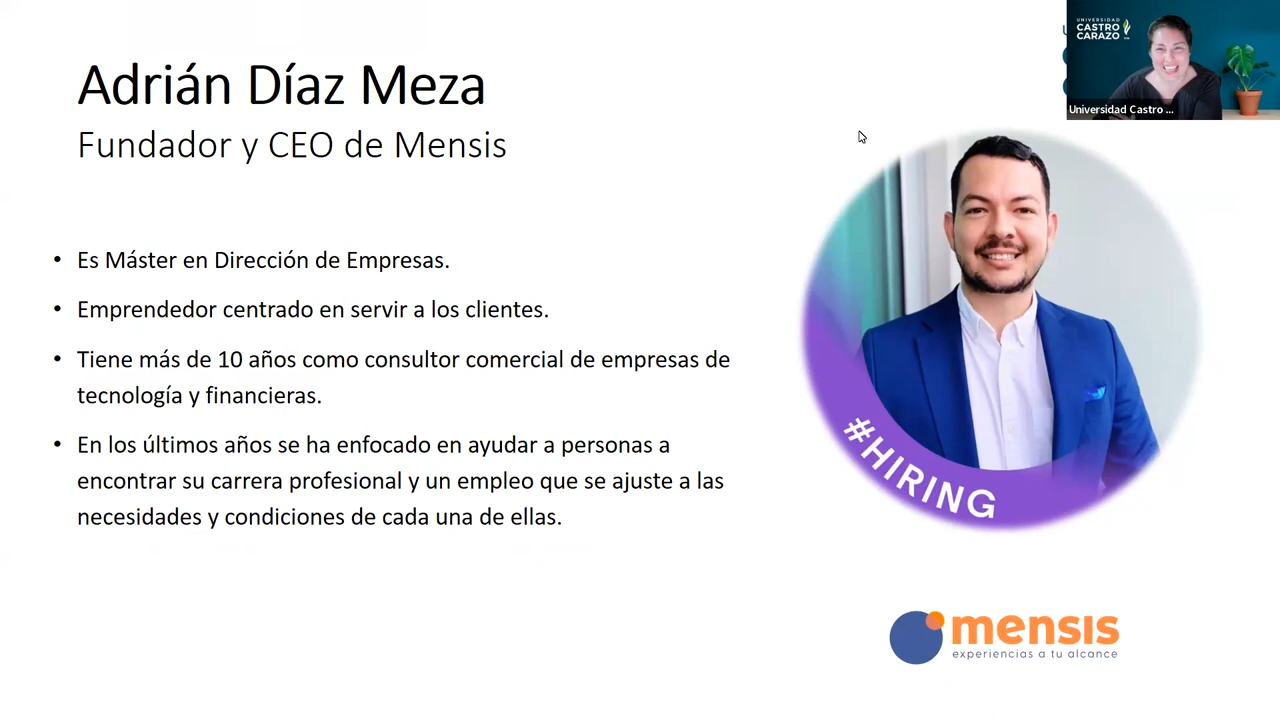 Adrián Díaz Meza
Fundador y CEO de Mensis
• Es Máster en Dirección de Empresas.
• Emprendedor centrado en servir a los clientes.
• Tiene más de 10 años como consultor comercial de empresas de
tecnología y financieras.
• En los últimos años se ha enfocado en ayudar a personas a
encontrar su carrera profesional y un empleo que se ajuste a las
necesidades y condiciones de cada una de ellas.
UNIVERSIDAD
CASTRO
CARAZO
Universidad Castro ...
#HIRING
mensis
experiencias a tu alcance